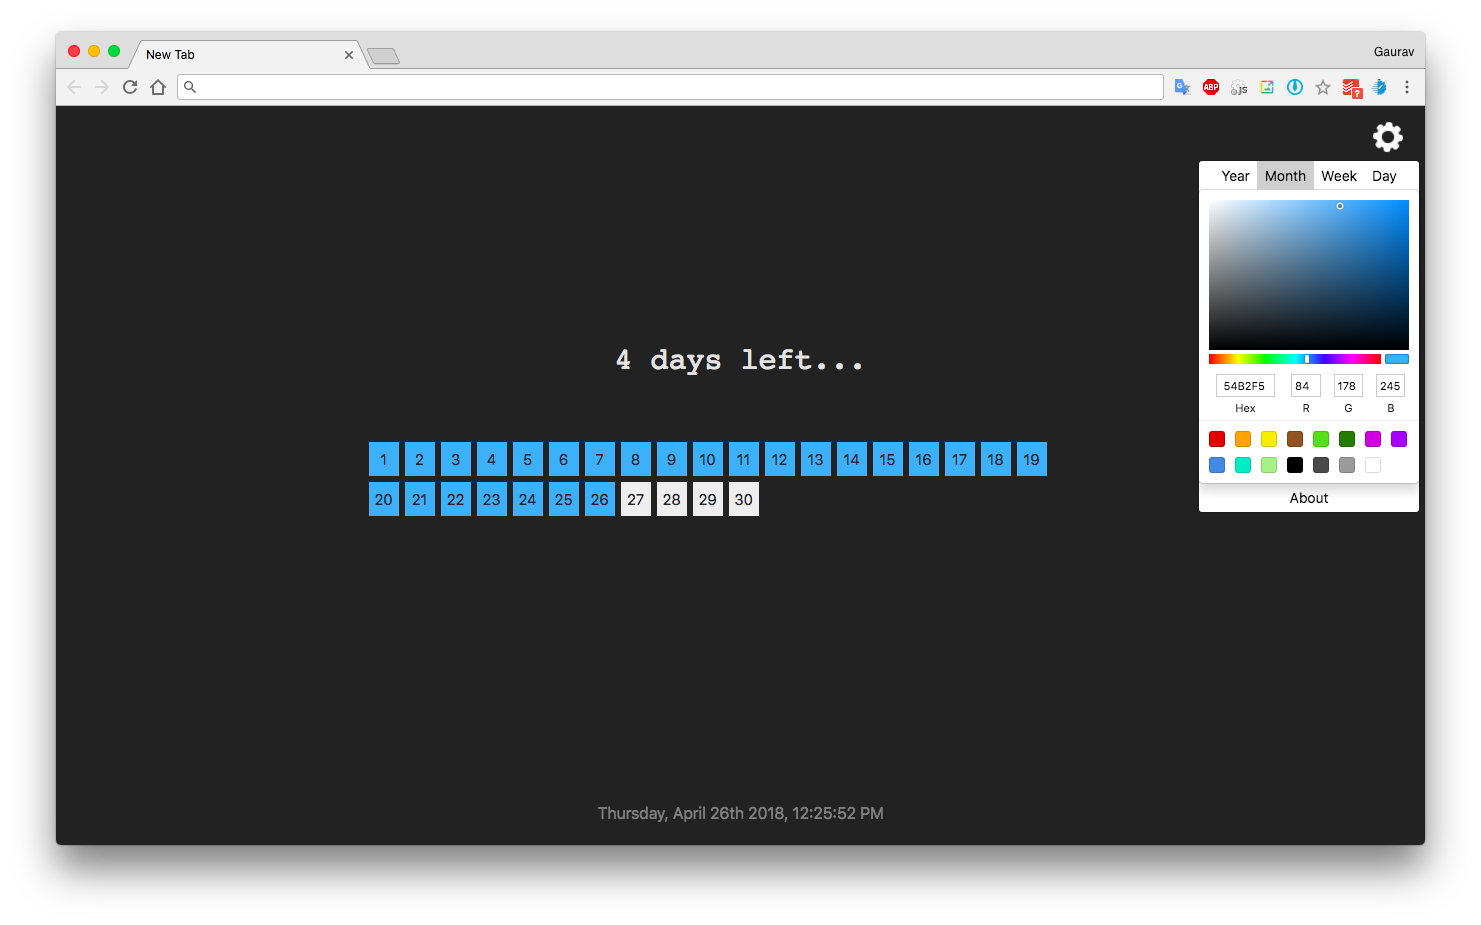 New Tab
Gaurav
ABP
JS
?
Year Month Week Day
54B2F5 84 178 245
Hex R G B
About
4 days left...
1 2 3 4 5 6 7 8 9 10 11 12 13 14 15 16 17 18 19
20 21 22 23 24 25 26 27 28 29 30
Thursday, April 26th 2018, 12:25:52 PM